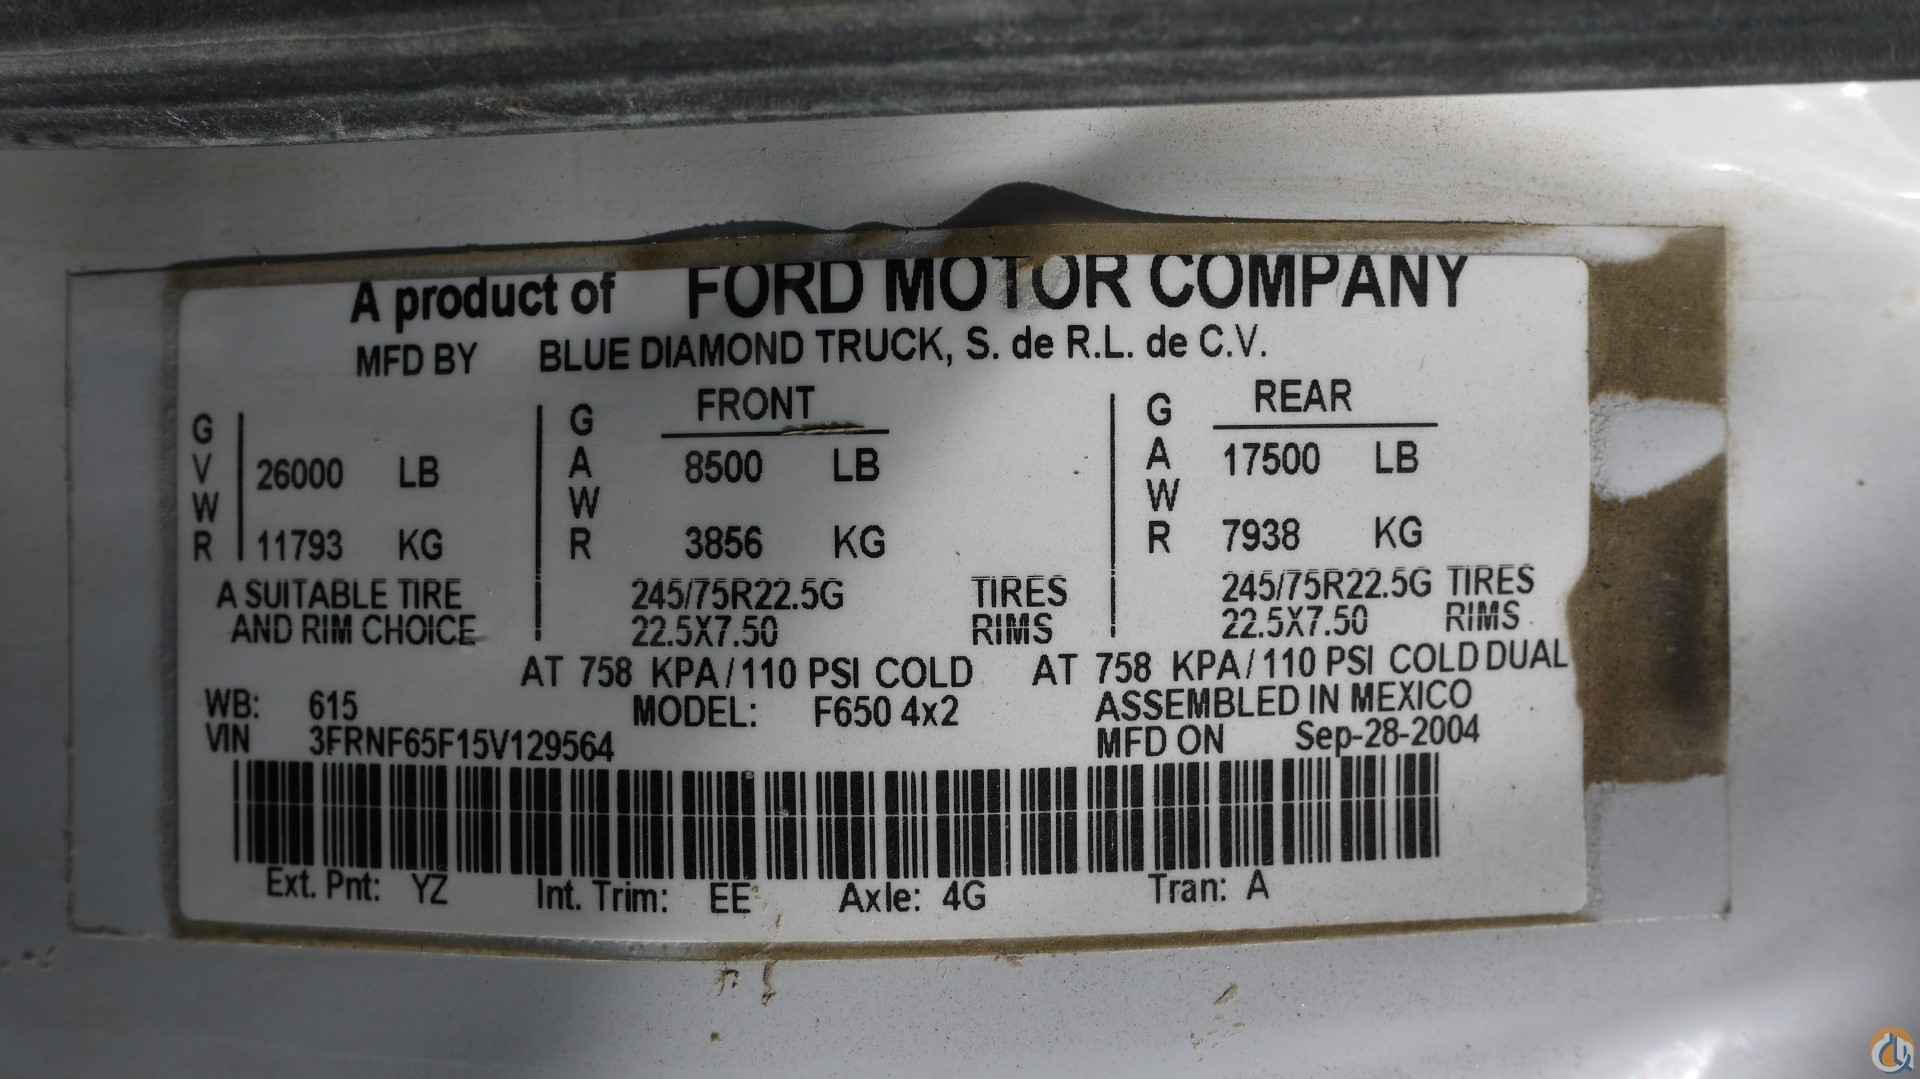 A product of FORD MOTOR COMPANY
MFD BY BLUE DIAMOND TRUCK, S. de R.L. de C.V.
GVWR 26000 LB 11793 KG
GAWR FRONT 8500 LB 3856 KG
GAWR REAR 17500 LB 7938 KG
A SUITABLE TIRE 245/75R22.5G TIRES 245/75R22.5G TIRES
AND RIM CHOICE 22.5X7.50 RIMS 22.5X7.50 RIMS
AT 758 KPA/110 PSI COLD AT 758 KPA/110 PSI COLD DUAL
WB: 615 MODEL: F650 4x2 ASSEMBLED IN MEXICO
VIN 3FRNF65F15V129564 MFD ON Sep-28-2004
Ext. Pnt: YZ Int. Trim: EE Axle: 4G Tran: A